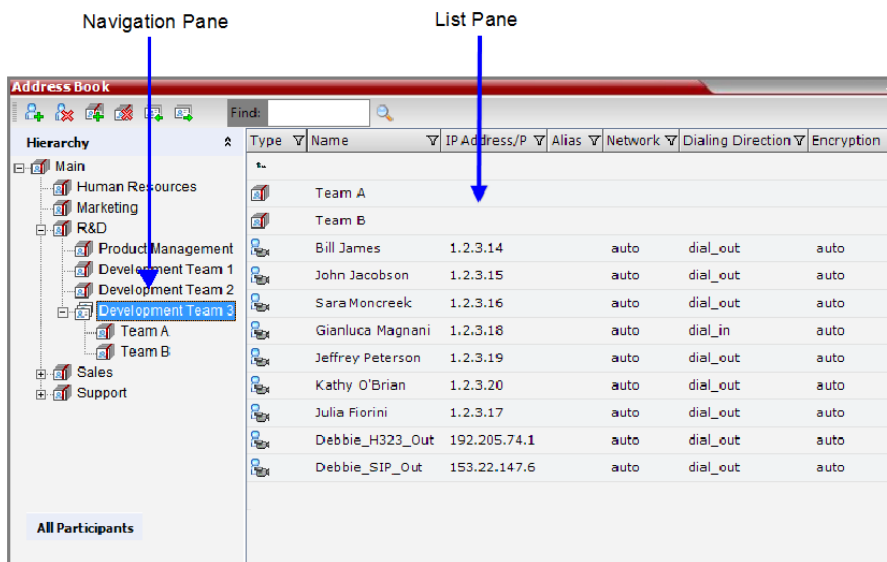 Navigation Pane List Pane
Address Book
Find:
Hierarchy Type Name IP Address/P Alias Network Dialing Direction Encryption
Main
Human Resources Team A
Marketing Team B
R&D
Product Management Bill James 1.2.3.14 auto dial_out auto
Development Team 1 John Jacobson 1.2.3.15 auto dial_out auto
Development Team 2 Sara Moncreek 1.2.3.16 auto dial_out auto
Development Team 3 Gianluca Magnani 1.2.3.18 auto dial_in auto
Team A Jeffrey Peterson 1.2.3.19 auto dial_out auto
Team B Kathy O'Brian 1.2.3.20 auto dial_out auto
Sales Julia Fiorini 1.2.3.17 auto dial_out auto
Support Debbie_H323_Out 192.205.74.1 auto dial_out auto
Debbie_SIP_Out 153.22.147.6 auto dial_out auto
All Participants